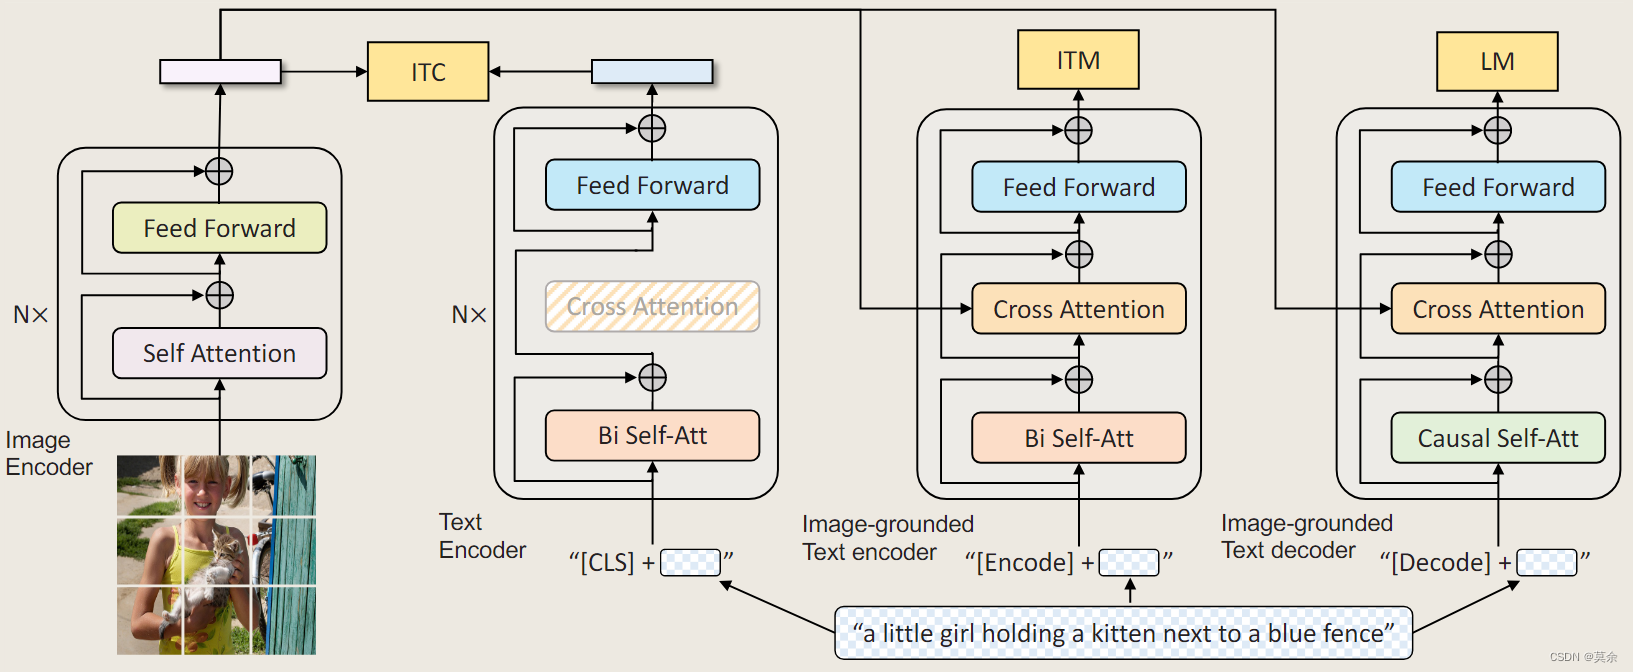 ITC
ITM
LM
Feed Forward
Self Attention
N×
Image
Encoder
Feed Forward
Cross Attention
Bi Self-Att
N×
Text
Encoder
“[CLS] + ”
Feed Forward
Cross Attention
Bi Self-Att
Image-grounded
Text encoder
“[Encode] + ”
Feed Forward
Cross Attention
Causal Self-Att
Image-grounded
Text decoder
“[Decode] + ”
“a little girl holding a kitten next to a blue fence”
CSDN @莫余